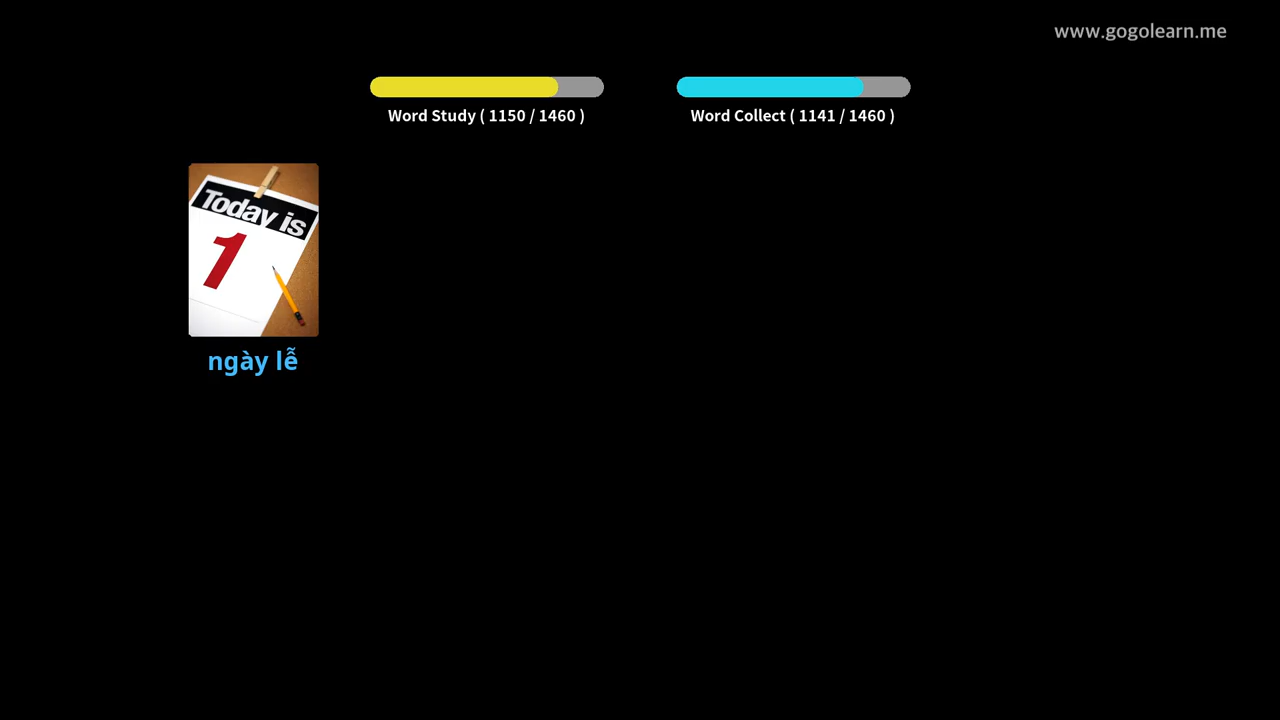 www.gogolearn.me
Word Study ( 1150 / 1460 )
Word Collect ( 1141 / 1460 )
Today is
1
ngày lễ